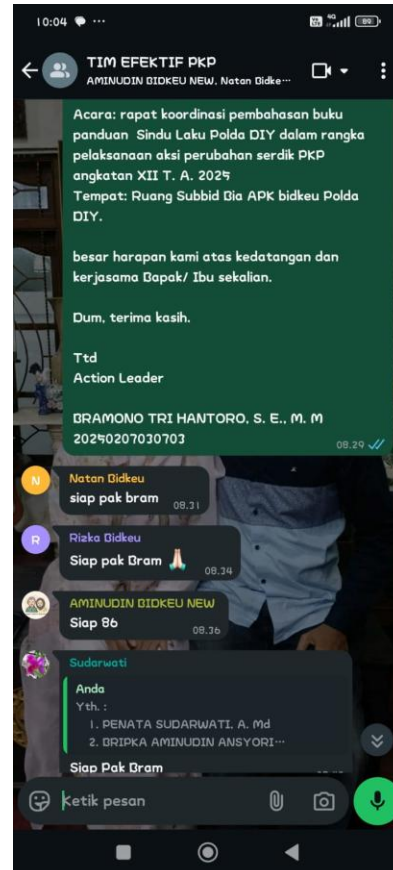 10:04
4G
89
TIM EFEKTIF PKP
AMINUDIN BIDKEU NEW, Natan Bidke...
Acara: rapat koordinasi pembahasan buku
panduan Sindu Laku Polda DIY dalam rangka
pelaksanaan aksi perubahan serdik PKP
angkatan XII T. A. 2025
Tempat: Ruang Subbid Bia APK bidkeu Polda
DIY.
besar harapan kami atas kedatangan dan
kerjasama Bapak/ Ibu sekalian.
Dum, terima kasih.
Ttd
Action Leader
BRAMONO TRI HANTORO, S. E., M. M
20250207030703
08.29
N
Natan Bidkeu
siap pak bram
08.31
R
Rizka Bidkeu
Siap pak Bram 🙏🏻
08.34
AMINUDIN BIDKEU NEW
Siap 86
08.36
Sudarwati
Anda
Yth. :
1. PENATA SUDARWATI, A. Md
2. BRIPKA AMINUDIN ANSYORI...
Siap Pak Bram
Ketik pesan